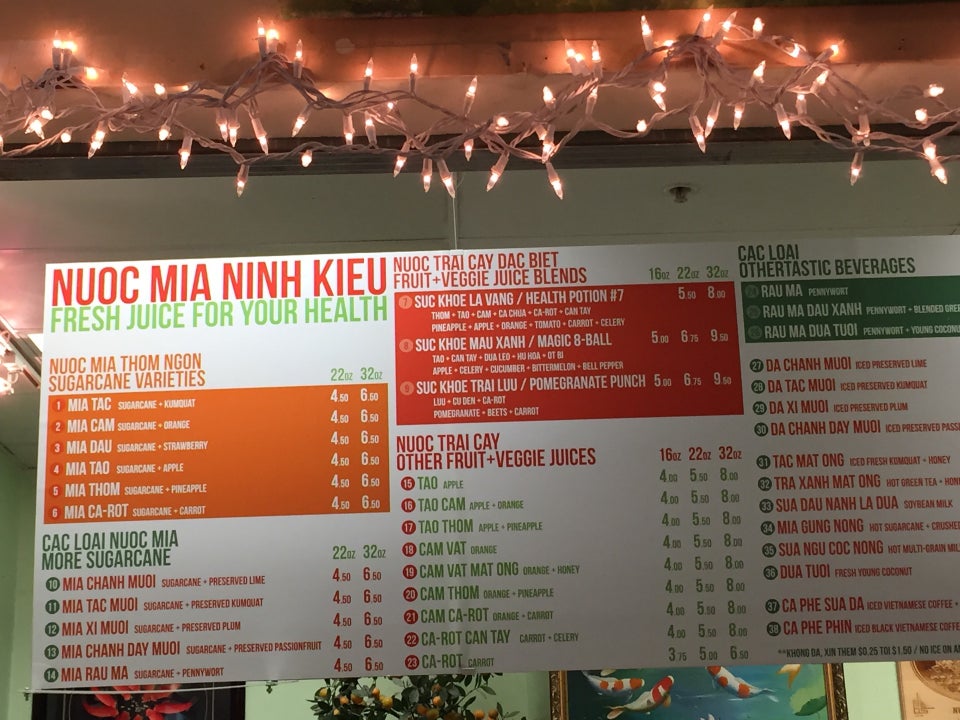 NUOC MIA NINH KIEU
FRESH JUICE FOR YOUR HEALTH
NUOC MIA THOM NGON
SUGARCANE VARIETIES 22OZ 32OZ
1 MIA TAC SUGARCANE + KUMQUAT 4.50 6.50
2 MIA CAM SUGARCANE + ORANGE 4.50 6.50
3 MIA DAU SUGARCANE + STRAWBERRY 4.50 6.50
4 MIA TAO SUGARCANE + APPLE 4.50 6.50
5 MIA THOM SUGARCANE + PINEAPPLE 4.50 6.50
6 MIA CA-ROT SUGARCANE + CARROT 4.50 6.50
CAC LOAI NUOC MIA
MORE SUGARCANE 22OZ 32OZ
10 MIA CHANH MUOI SUGARCANE + PRESERVED LIME 4.50 6.50
11 MIA TAC MUOI SUGARCANE + PRESERVED KUMQUAT 4.50 6.50
12 MIA XI MUOI SUGARCANE + PRESERVED PLUM 4.50 6.50
13 MIA CHANH DAY MUOI SUGARCANE + PRESERVED PASSIONFRUIT 4.50 6.50
14 MIA RAU MA SUGARCANE + PENNYWORT 4.50 6.50
NUOC TRAI CAY DAC BIET
FRUIT+VEGGIE JUICE BLENDS 16OZ 22OZ 32OZ
7 SUC KHOE LA VANG / HEALTH POTION #7 5.50 8.00
THOM + TAO + CAM + CA CHUA + CA-ROT + CAN TAY
PINEAPPLE + APPLE + ORANGE + TOMATO + CARROT + CELERY
8 SUC KHOE MAU XANH / MAGIC 8-BALL 5.00 6.75 9.50
TAO + CAN TAY + DUA LEO + HU HOA + OT BI
APPLE + CELERY + CUCUMBER + BITTERMELON + BELL PEPPER
9 SUC KHOE TRAI LUU / POMEGRANATE PUNCH 5.00 6.75 9.50
LUU + CU DEN + CA-ROT
POMEGRANATE + BEETS + CARROT
NUOC TRAI CAY
OTHER FRUIT+VEGGIE JUICES 16OZ 22OZ 32OZ
15 TAO APPLE 4.00 5.50 8.00
16 TAO CAM APPLE + ORANGE 4.00 5.50 8.00
17 TAO THOM APPLE + PINEAPPLE 4.00 5.50 8.00
18 CAM VAT ORANGE 4.00 5.50 8.00
19 CAM VAT MAT ONG ORANGE + HONEY 4.00 5.50 8.00
20 CAM THOM ORANGE + PINEAPPLE 4.00 5.50 8.00
21 CAM CA-ROT ORANGE + CARROT 4.00 5.50 8.00
22 CA-ROT CAN TAY CARROT + CELERY 4.00 5.50 8.00
23 CA-ROT CARROT 3.75 5.00 6.50
CAC LOAI
OTHERTASTIC BEVERAGES
RAU MA PENNYWORT
RAU MA DAU XANH PENNYWORT + BLENDED
RAU MA DUA TUOI PENNYWORT + YOUNG
27 DA CHANH MUOI ICED PRESERVED LIME
28 DA TAC MUOI ICED PRESERVED KUMQUAT
29 DA XI MUOI ICED PRESERVED PLUM
30 DA CHANH DAY MUOI ICED PRESERVED
31 TAC MAT ONG ICED FRESH KUMQUAT + HONEY
32 TRA XANH MAT ONG HOT GREEN TEA +
33 SUA DAU NANH LA DUA SOYBEAN MILK
34 MIA GUNG NONG HOT SUGARCANE + CRUSHED
35 SUA NGU COC NONG HOT MULTI-GRAIN
36 DUA TUOI FRESH YOUNG COCONUT
37 CA PHE SUA DA ICED VIETNAMESE COFFEE +
38 CA PHE PHIN ICED BLACK VIETNAMESE
**KHONG DA, XIN THEM $0.25 TOI $1.50 / NO ICE ON